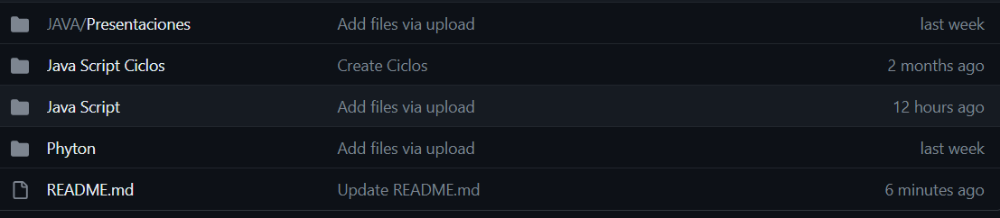 JAVA/Presentaciones Add files via upload last week
Java Script Ciclos Create Ciclos 2 months ago
Java Script Add files via upload 12 hours ago
Phyton Add files via upload last week
README.md Update README.md 6 minutes ago